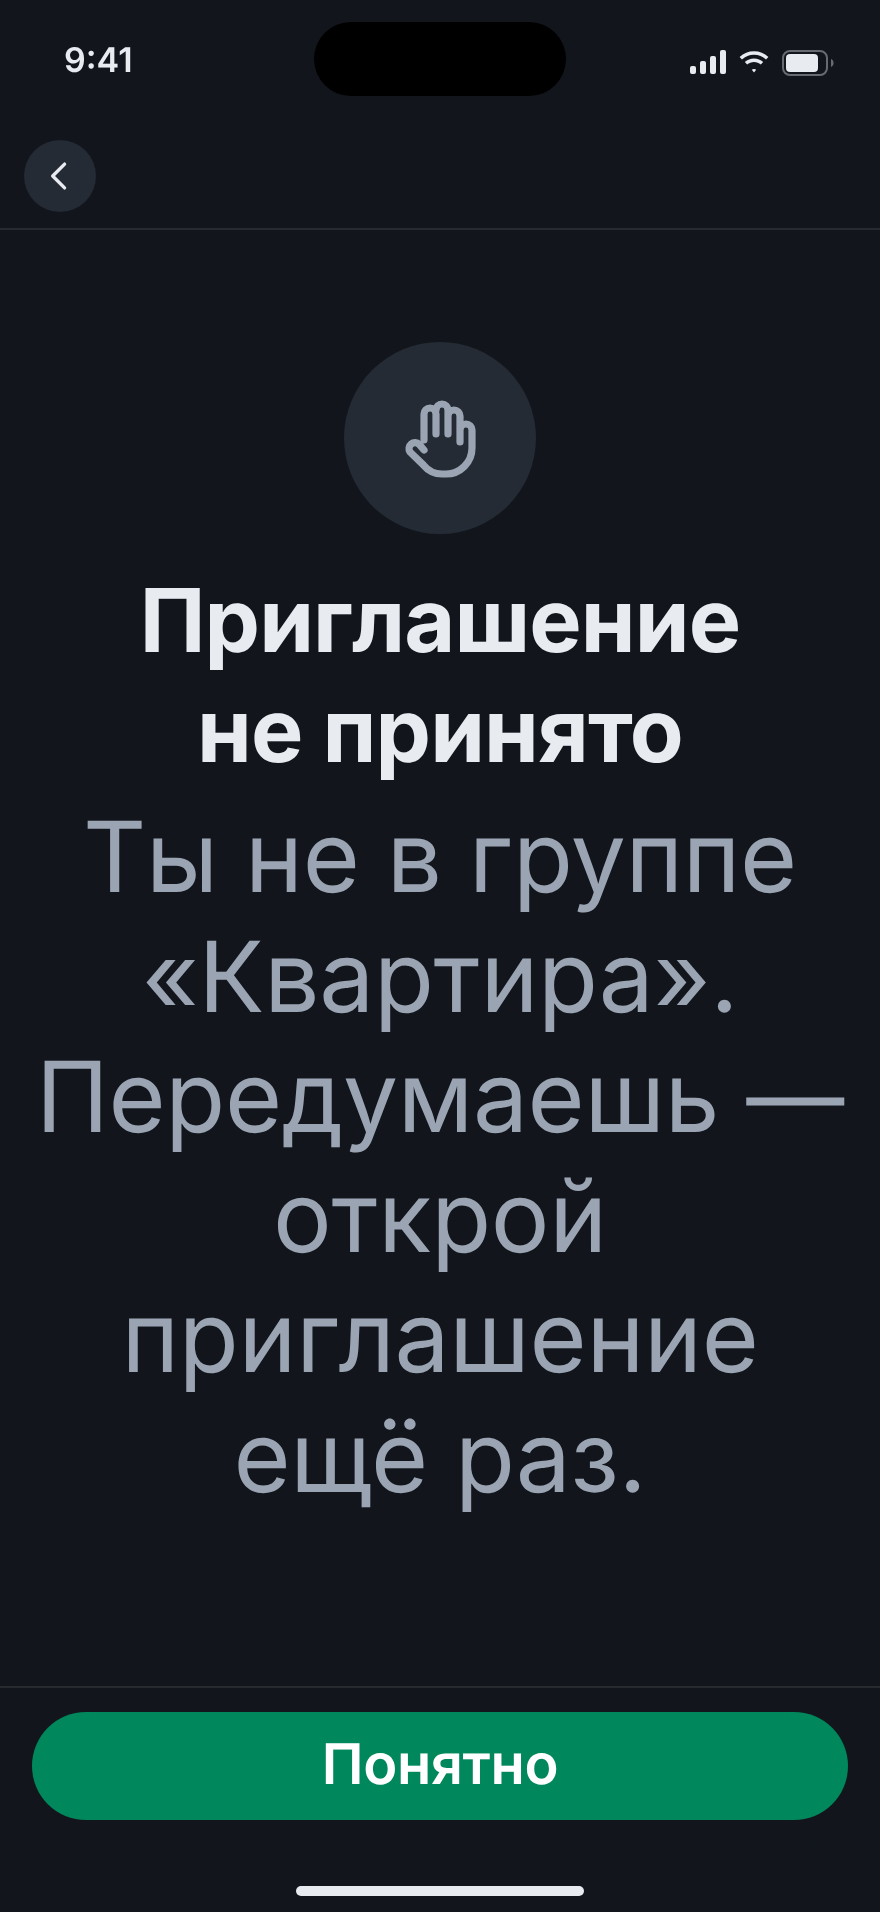 9:41
Приглашение
не принято
Ты не в группе
«Квартира».
Передумаешь —
открой
приглашение
ещё раз.
Понятно